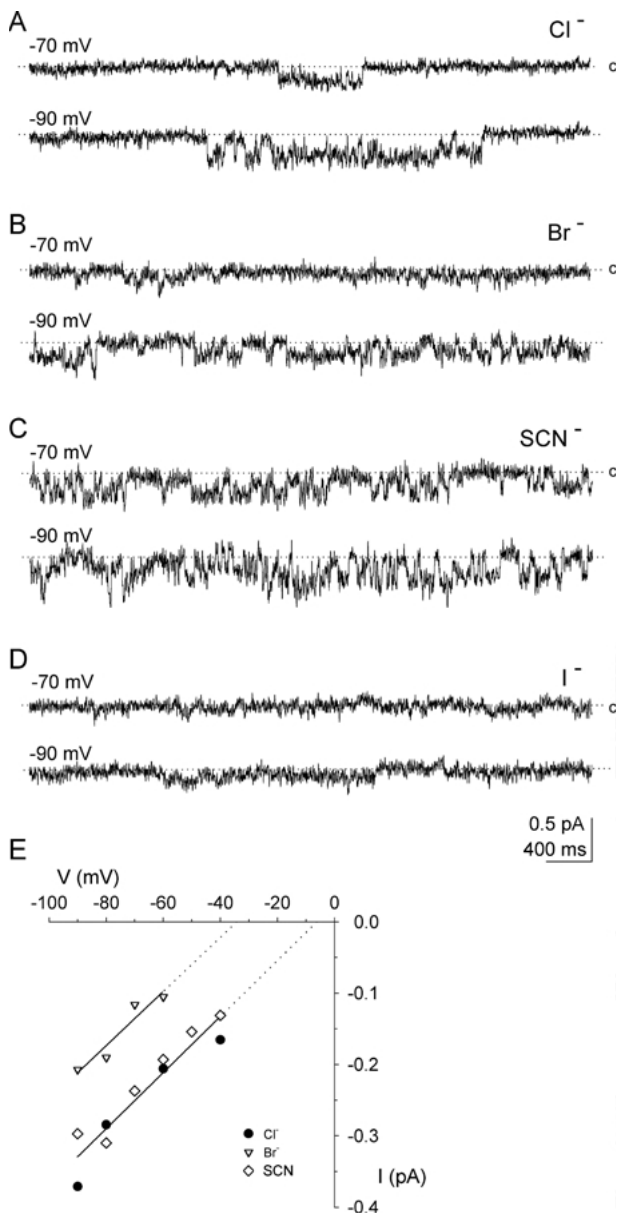 A
Cl⁻
-70 mV
c
-90 mV
B
Br⁻
-70 mV
c
-90 mV
C
SCN⁻
-70 mV
c
-90 mV
D
I⁻
-70 mV
c
-90 mV
0.5 pA
400 ms
E
V (mV)
-100 -80 -60 -40 -20 0
0.0
-0.1
-0.2
-0.3
-0.4
Cl⁻
Br⁻
SCN
I (pA)